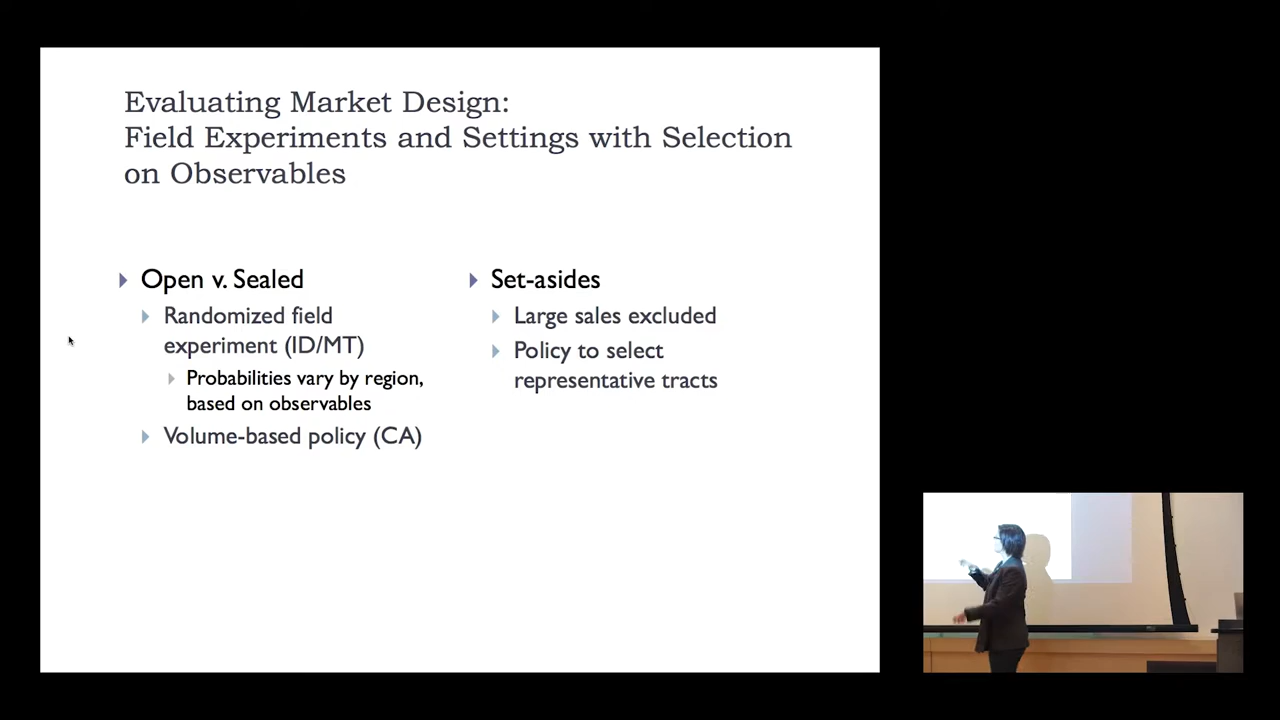 Evaluating Market Design:
Field Experiments and Settings with Selection
on Observables
Open v. Sealed
Randomized field
experiment (ID/MT)
Probabilities vary by region,
based on observables
Volume-based policy (CA)
Set-asides
Large sales excluded
Policy to select
representative tracts